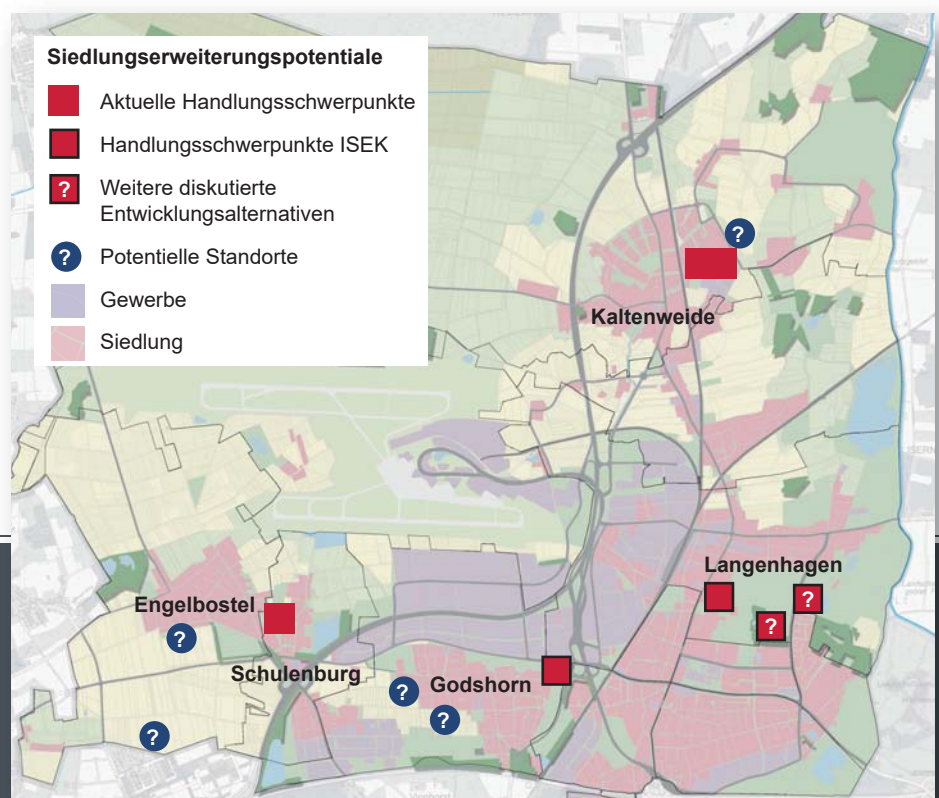 Siedlungserweiterungspotentiale
Aktuelle Handlungsschwerpunkte
Handlungsschwerpunkte ISEK
? Weitere diskutierte
Entwicklungsalternativen
? Potentielle Standorte
Gewerbe
Siedlung
?
Kaltenweide
Langenhagen
?
?
Engelbostel
?
Schulenburg
Godshorn
?
?
?